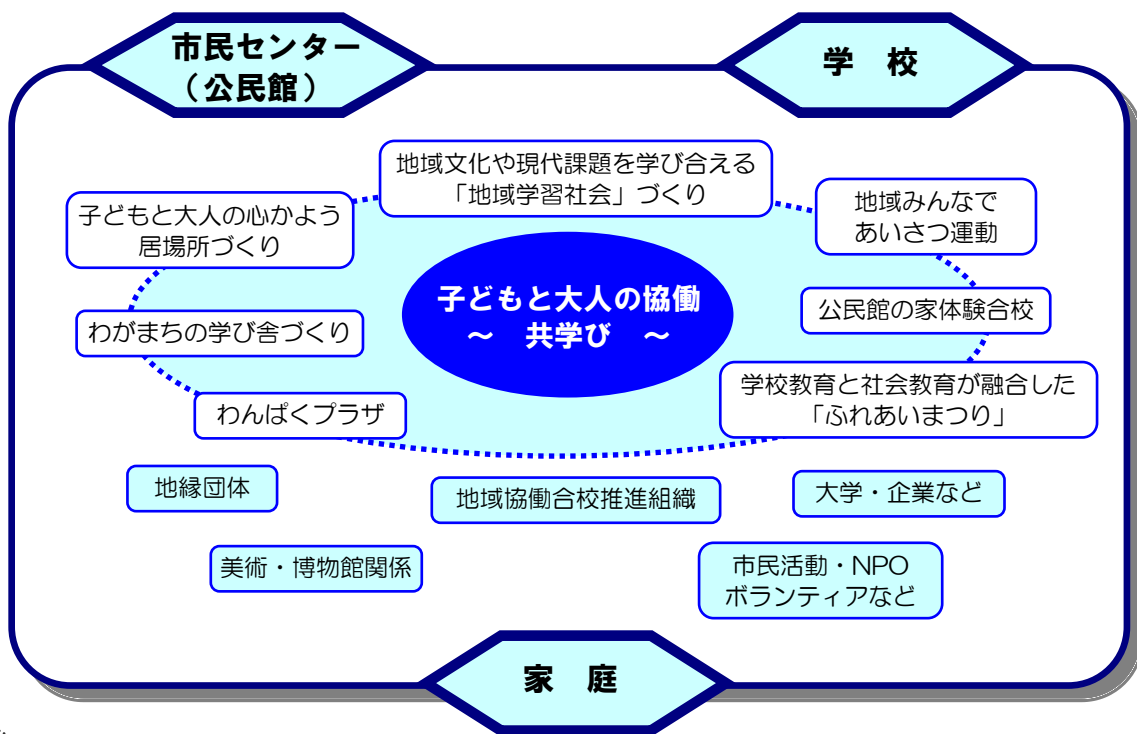 市民センター
（公民館）
学　校
地域文化や現代課題を学び合える
「地域学習社会」づくり
子どもと大人の心かよう
居場所づくり
地域みんなで
あいさつ運動
子どもと大人の協働
～　共学び　～
わがまちの学び舎づくり
公民館の家体験合校
わんぱくプラザ
学校教育と社会教育が融合した
「ふれあいまつり」
地縁団体
地域協働合校推進組織
大学・企業など
美術・博物館関係
市民活動・NPO
ボランティアなど
家　庭